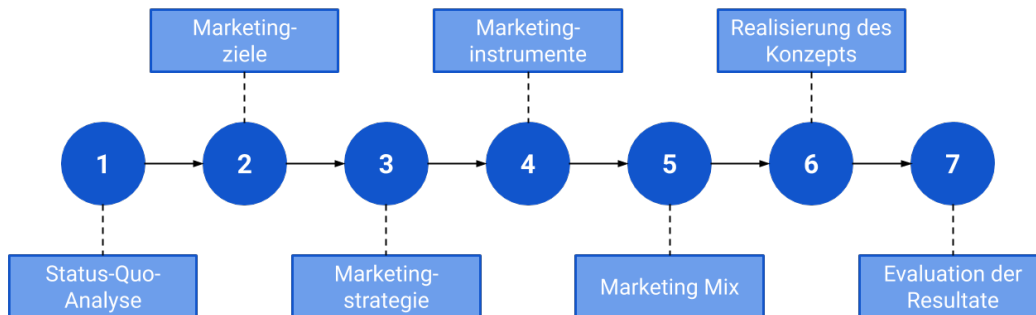 Marketing-
ziele
Marketing-
instrumente
Realisierung des
Konzepts
1
2
3
4
5
6
7
Status-Quo-
Analyse
Marketing-
strategie
Marketing Mix
Evaluation der
Resultate